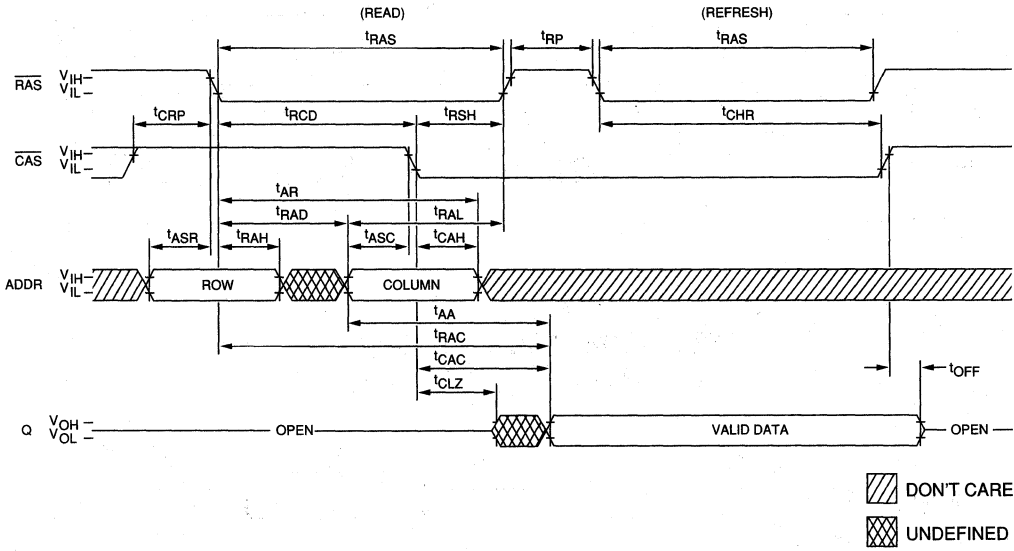 (READ) (REFRESH)
tRAS tRP tRAS
RAS VIH VIL
tCRP tRCD tRSH tCHR
CAS VIH VIL
tAR
tRAD tRAL
tASR tRAH tASC tCAH
ADDR VIH VIL ROW COLUMN
tAA
tRAC
tCAC
tOFF
tCLZ
Q VOH VOL OPEN VALID DATA OPEN
DON'T CARE
UNDEFINED